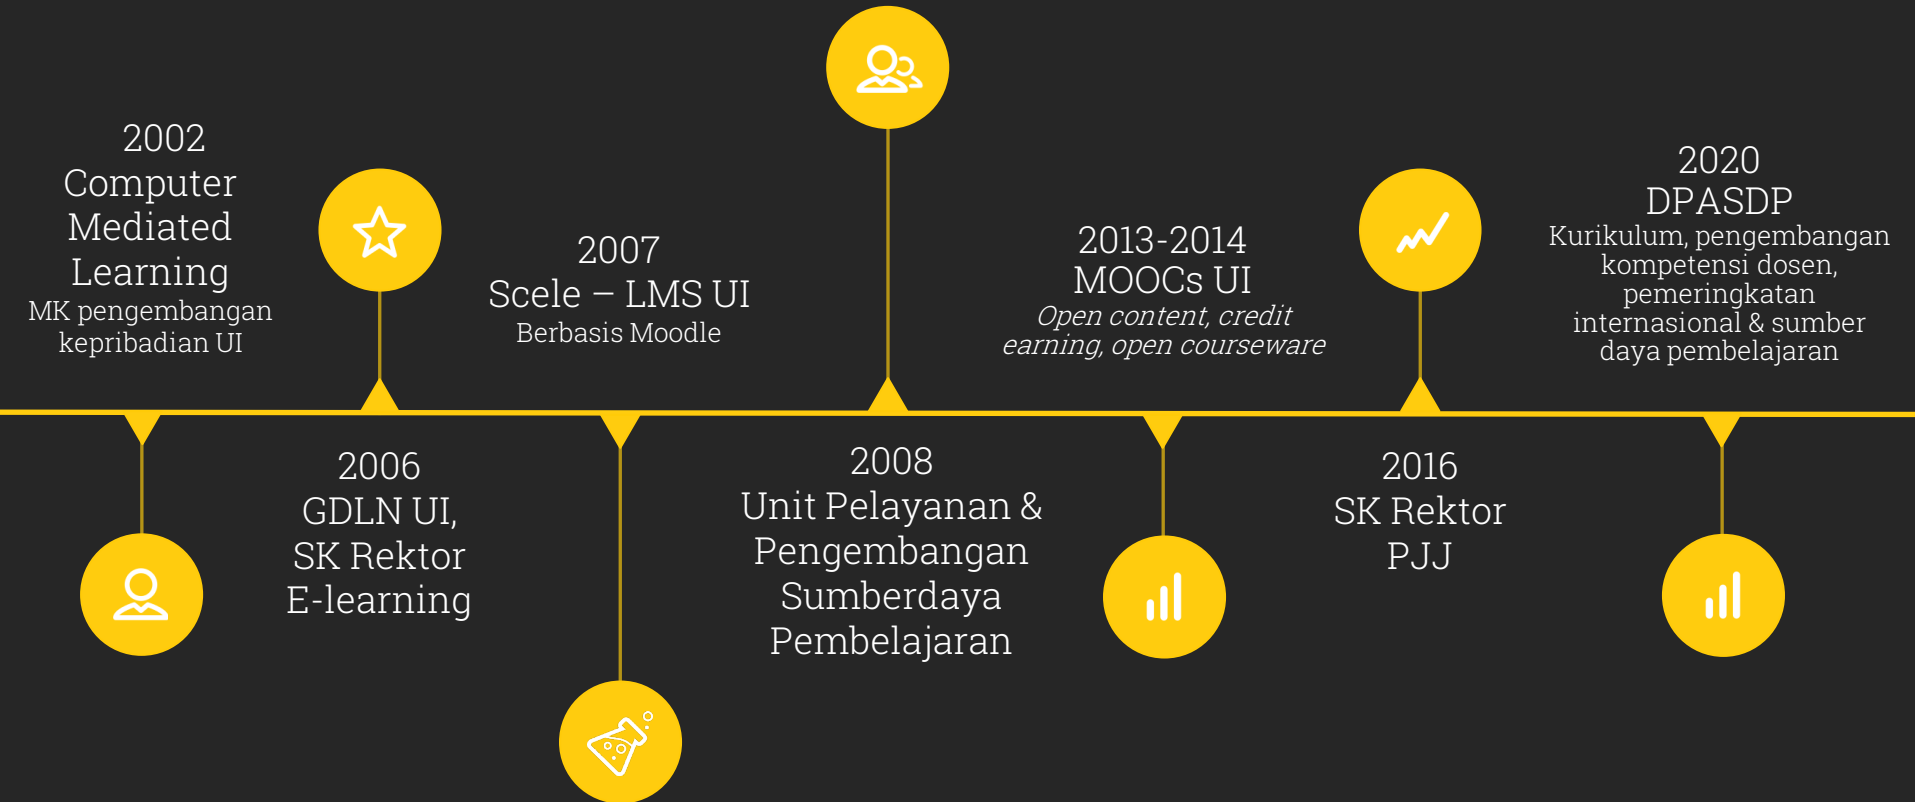 2002
Computer
Mediated
Learning
MK pengembangan
kepribadian UI
2006
GDLN UI,
SK Rektor
E-learning
2007
Scele – LMS UI
Berbasis Moodle
2008
Unit Pelayanan &
Pengembangan
Sumberdaya
Pembelajaran
2013-2014
MOOCs UI
Open content, credit
earning, open courseware
2016
SK Rektor
PJJ
2020
DPASDP
Kurikulum, pengembangan
kompetensi dosen,
pemeringkatan
internasional & sumber
daya pembelajaran